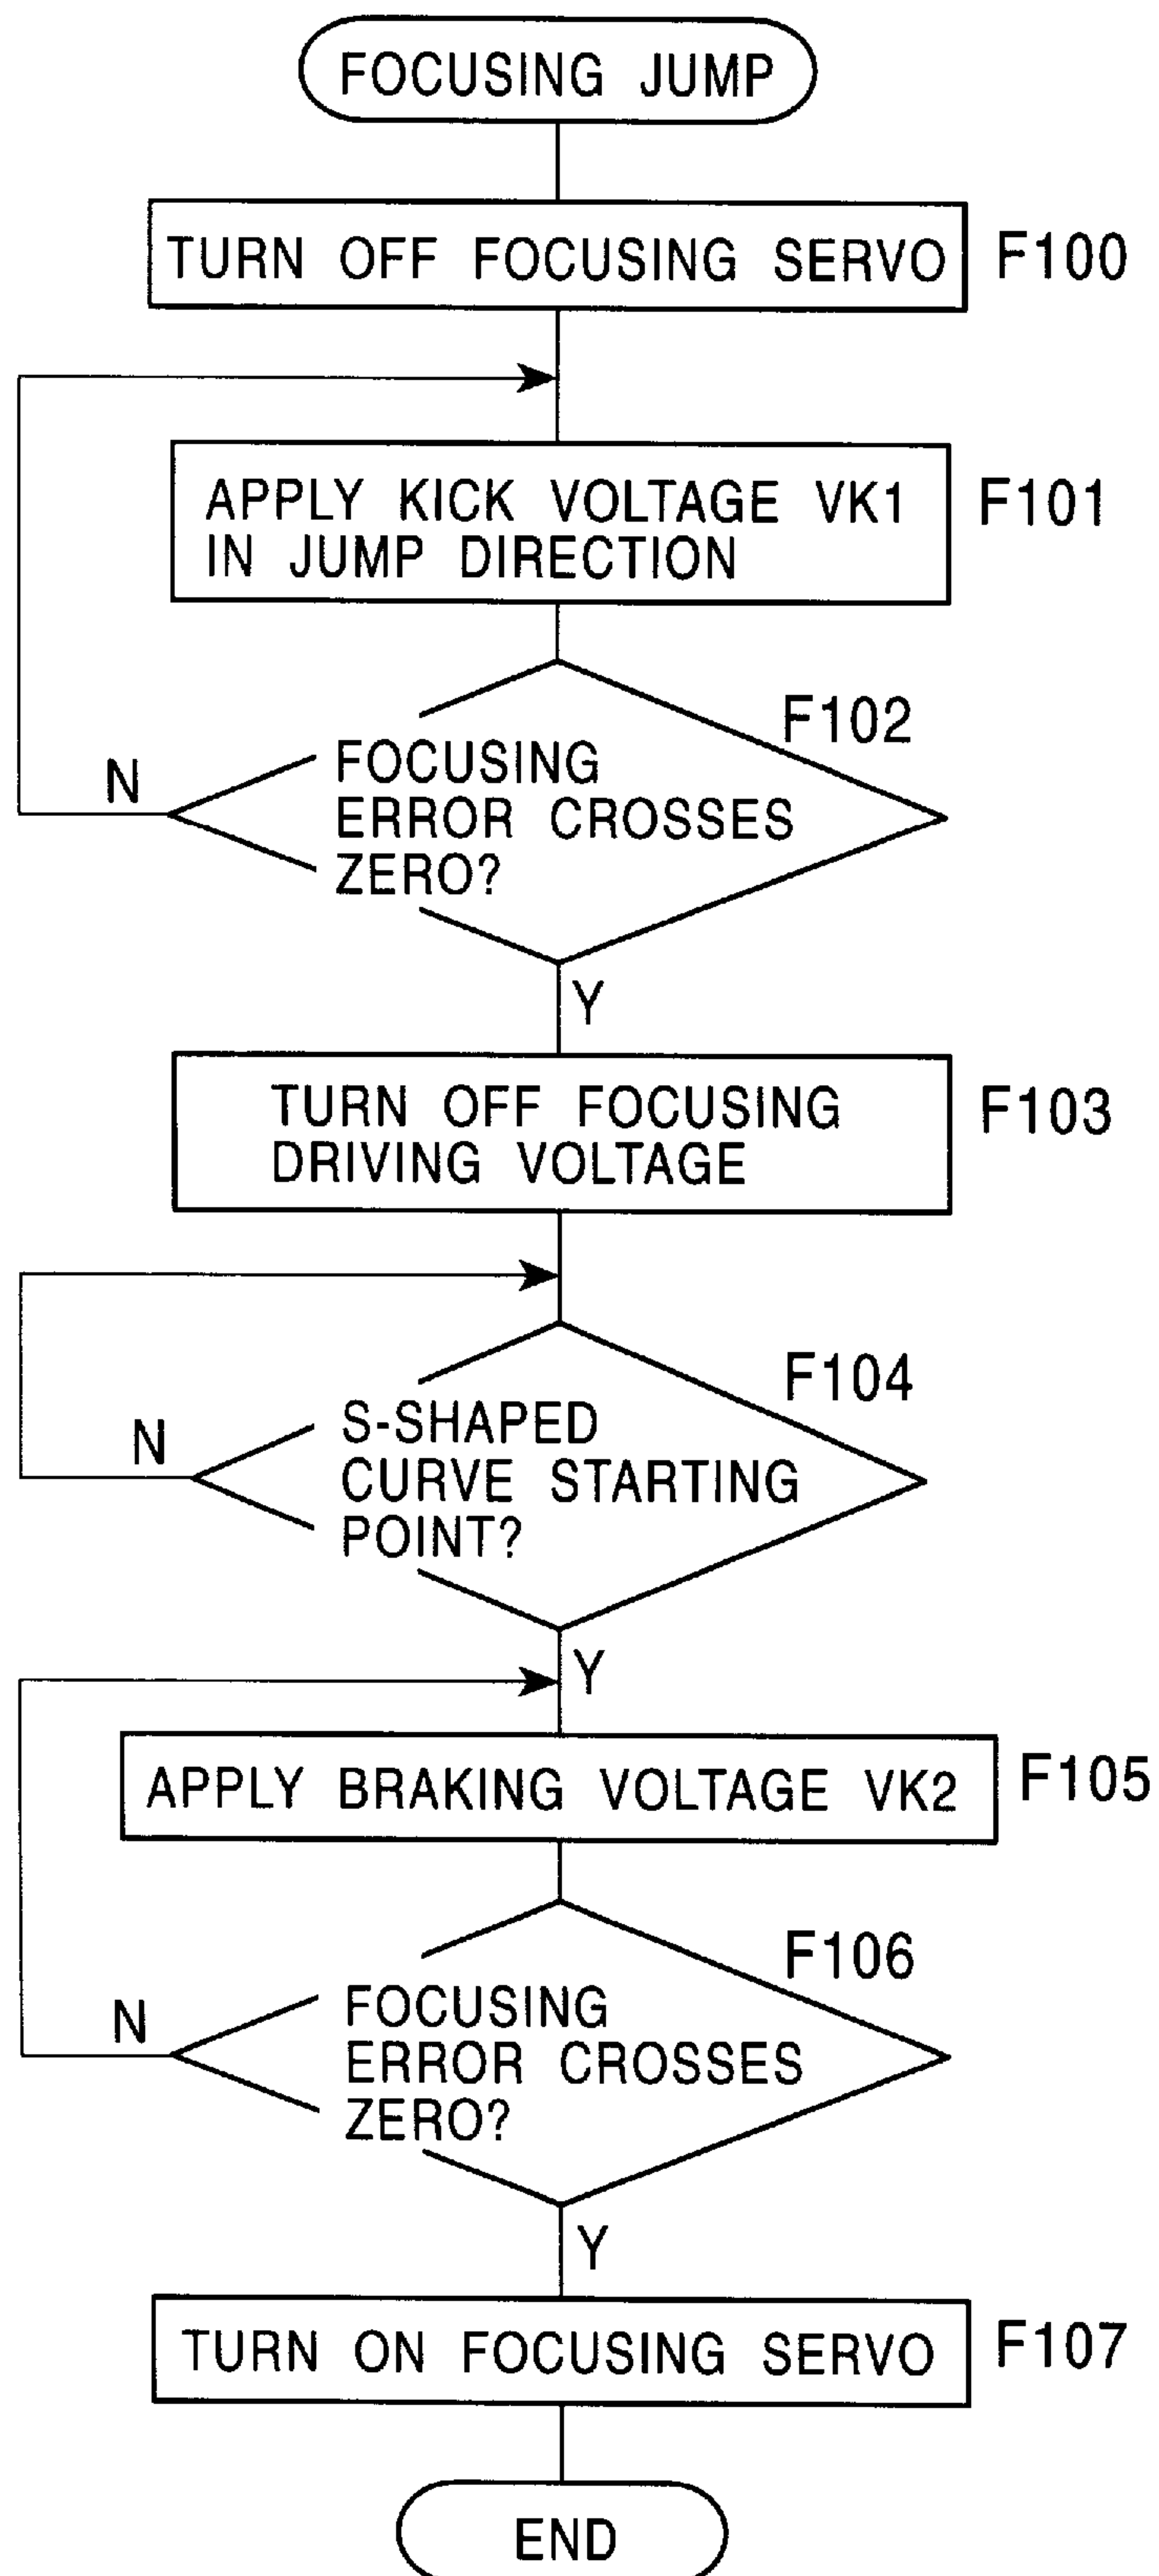 FOCUSING JUMP
TURN OFF FOCUSING SERVO
F100
APPLY KICK VOLTAGE VK1
IN JUMP DIRECTION
F101
F102
FOCUSING
ERROR CROSSES
ZERO?
N
Y
TURN OFF FOCUSING
DRIVING VOLTAGE
F103
F104
S-SHAPED
CURVE STARTING
POINT?
N
Y
APPLY BRAKING VOLTAGE VK2
F105
F106
FOCUSING
ERROR CROSSES
ZERO?
N
Y
TURN ON FOCUSING SERVO
F107
END